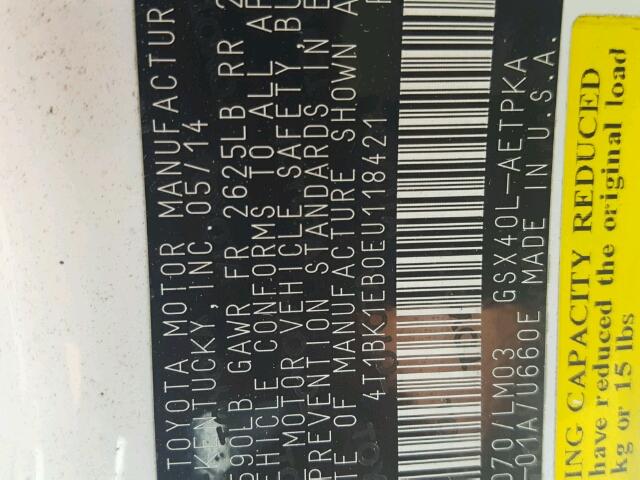 TOYOTA MOTOR MANUFACTUR
KENTUCKY, INC. 05/14
590LB GAWR FR 2625LB RR 2
EHICLE CONFORMS TO ALL AP
MOTOR VEHICLE SAFETY, BU
PREVENTION STANDARDS IN E
TE OF MANUFACTURE SHOWN A
4T1BK1EB0EU118421
070/LM03 GSX40L-AETPKA
-01A/U660E MADE IN U.S.A.
ING CAPACITY REDUCED
have reduced the original load
kg or 15 lbs